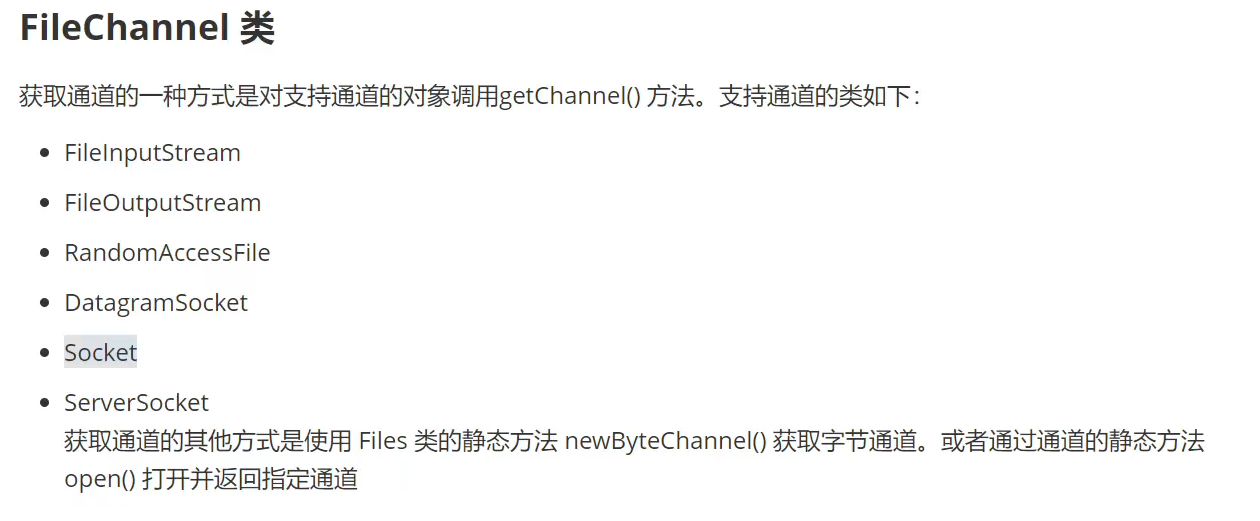 FileChannel 类
获取通道的一种方式是对支持通道的对象调用getChannel() 方法。支持通道的类如下：
FileInputStream
FileOutputStream
RandomAccessFile
DatagramSocket
Socket
ServerSocket
获取通道的其他方式是使用 Files 类的静态方法 newByteChannel() 获取字节通道。或者通过通道的静态方法
open() 打开并返回指定通道